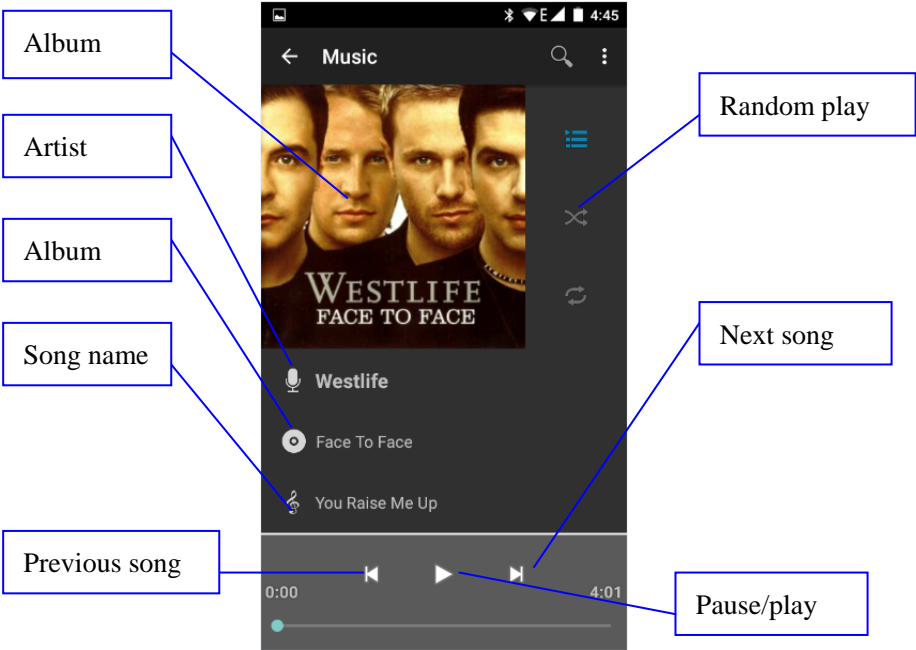 Album
Artist
Album
Song name
Previous song
E 4:45
Music
WESTLIFE
FACE TO FACE
Westlife
Face To Face
You Raise Me Up
0:00
4:01
Random play
Next song
Pause/play